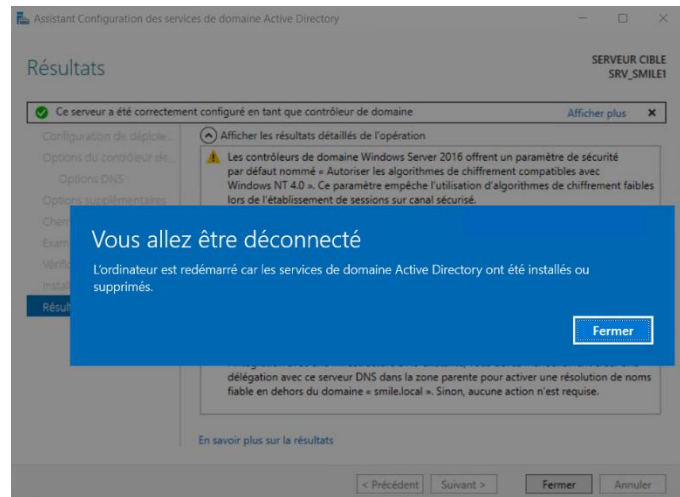 Assistant Configuration des services de domaine Active Directory
Résultats
SERVEUR CIBLE
SRV_SMILE1
Ce serveur a été correctement configuré en tant que contrôleur de domaine
Afficher plus
Configuration de déploie...
Afficher les résultats détaillés de l'opération
Options du contrôleur de...
Options DNS
Options supplémentaires
Les contrôleurs de domaine Windows Server 2016 offrent un paramètre de sécurité
par défaut nommé « Autoriser les algorithmes de chiffrement compatibles avec
Windows NT 4.0 ». Ce paramètre empêche l'utilisation d'algorithmes de chiffrement faibles
lors de l'établissement de sessions sur canal sécurisé.
Vous allez être déconnecté
L'ordinateur est redémarré car les services de domaine Active Directory ont été installés ou
supprimés.
Fermer
délégation avec ce serveur DNS dans la zone parente pour activer une résolution de noms
fiable en dehors du domaine « smile.local ». Sinon, aucune action n'est requise.
En savoir plus sur la résultats
< Précédent
Suivant >
Fermer
Annuler